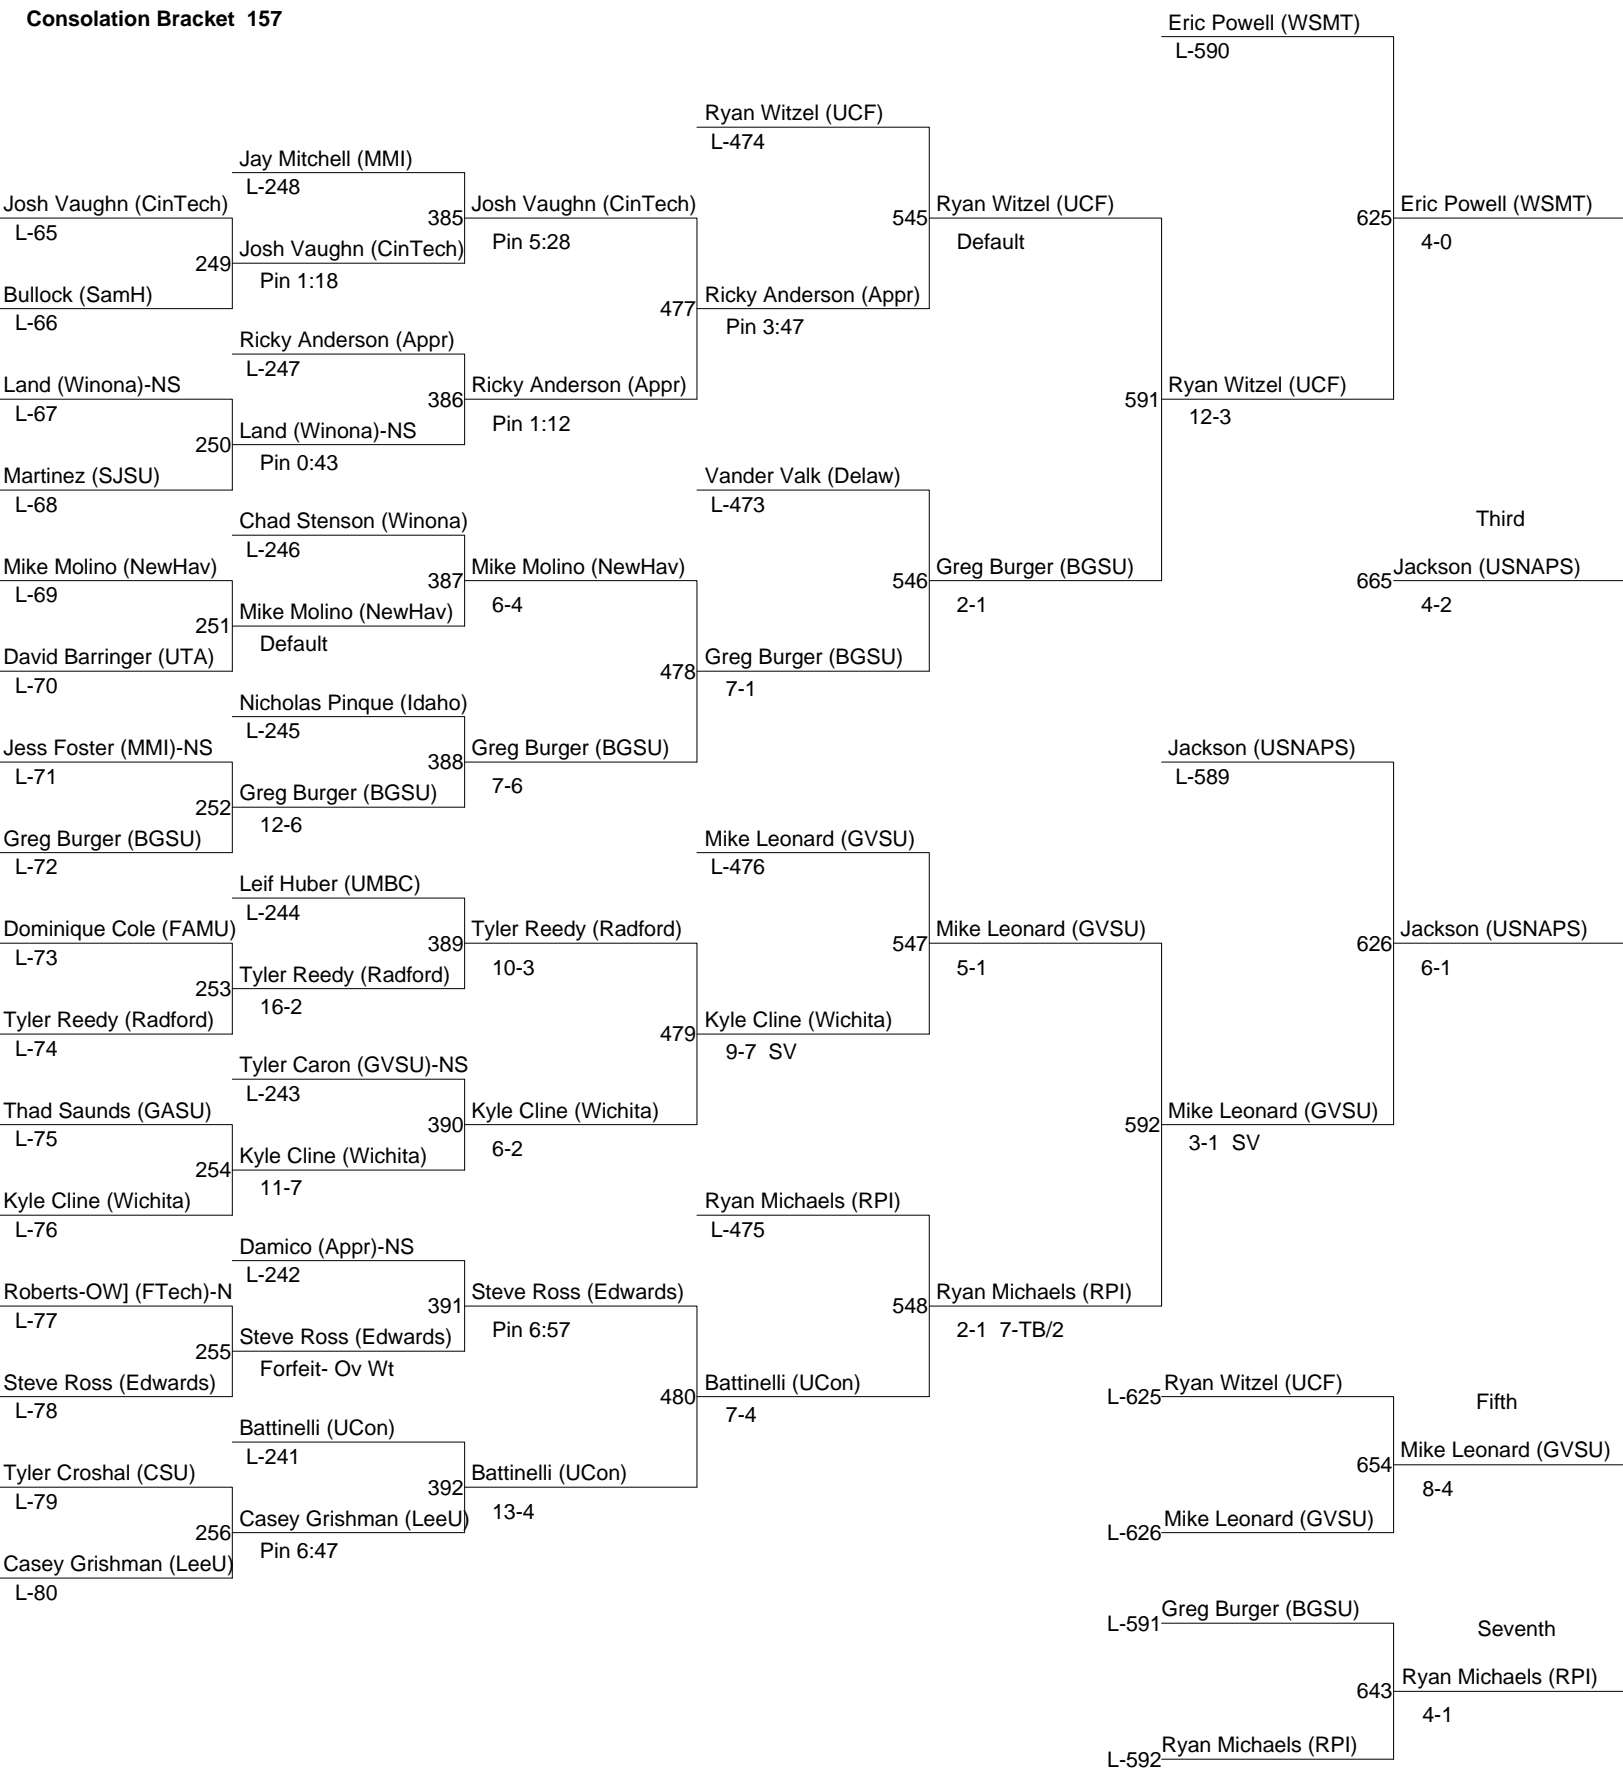 Consolation Bracket 157
Eric Powell (WSMT)
L-590
Ryan Witzel (UCF)
L-474
Jay Mitchell (MMI)
L-248
Josh Vaughn (CinTech)
L-65
385
Josh Vaughn (CinTech)
Pin 5:28
545
Ryan Witzel (UCF)
Default
625
Eric Powell (WSMT)
4-0
249
Josh Vaughn (CinTech)
Pin 1:18
Bullock (SamH)
L-66
477
Ricky Anderson (Appr)
Pin 3:47
Ricky Anderson (Appr)
L-247
Land (Winona)-NS
L-67
386
Ricky Anderson (Appr)
Pin 1:12
591
Ryan Witzel (UCF)
12-3
250
Land (Winona)-NS
Pin 0:43
Martinez (SJSU)
L-68
Vander Valk (Delaw)
L-473
Chad Stenson (Winona)
L-246
Third
Mike Molino (NewHav)
L-69
387
Mike Molino (NewHav)
6-4
546
Greg Burger (BGSU)
2-1
665
Jackson (USNAPS)
4-2
251
Mike Molino (NewHav)
Default
David Barringer (UTA)
L-70
478
Greg Burger (BGSU)
7-1
Nicholas Pinque (Idaho)
L-245
Jess Foster (MMI)-NS
L-71
388
Greg Burger (BGSU)
7-6
Jackson (USNAPS)
L-589
252
Greg Burger (BGSU)
12-6
Greg Burger (BGSU)
L-72
Mike Leonard (GVSU)
L-476
Leif Huber (UMBC)
L-244
Dominique Cole (FAMU)
L-73
389
Tyler Reedy (Radford)
10-3
547
Mike Leonard (GVSU)
5-1
626
Jackson (USNAPS)
6-1
253
Tyler Reedy (Radford)
16-2
Tyler Reedy (Radford)
L-74
479
Kyle Cline (Wichita)
9-7 SV
Tyler Caron (GVSU)-NS
L-243
Thad Saunds (GASU)
L-75
390
Kyle Cline (Wichita)
6-2
592
Mike Leonard (GVSU)
3-1 SV
254
Kyle Cline (Wichita)
11-7
Kyle Cline (Wichita)
L-76
Ryan Michaels (RPI)
L-475
Damico (Appr)-NS
L-242
Roberts-OW] (FTech)-N
L-77
391
Steve Ross (Edwards)
Pin 6:57
548
Ryan Michaels (RPI)
2-1 7-TB/2
255
Steve Ross (Edwards)
Forfeit- Ov Wt
Steve Ross (Edwards)
L-78
480
Battinelli (UCon)
7-4
L-625
Ryan Witzel (UCF)
Fifth
Battinelli (UCon)
L-241
654
Mike Leonard (GVSU)
8-4
Tyler Croshal (CSU)
L-79
392
Battinelli (UCon)
13-4
256
Casey Grishman (LeeU)
Pin 6:47
L-626
Mike Leonard (GVSU)
Casey Grishman (LeeU)
L-80
L-591
Greg Burger (BGSU)
Seventh
643
Ryan Michaels (RPI)
4-1
L-592
Ryan Michaels (RPI)